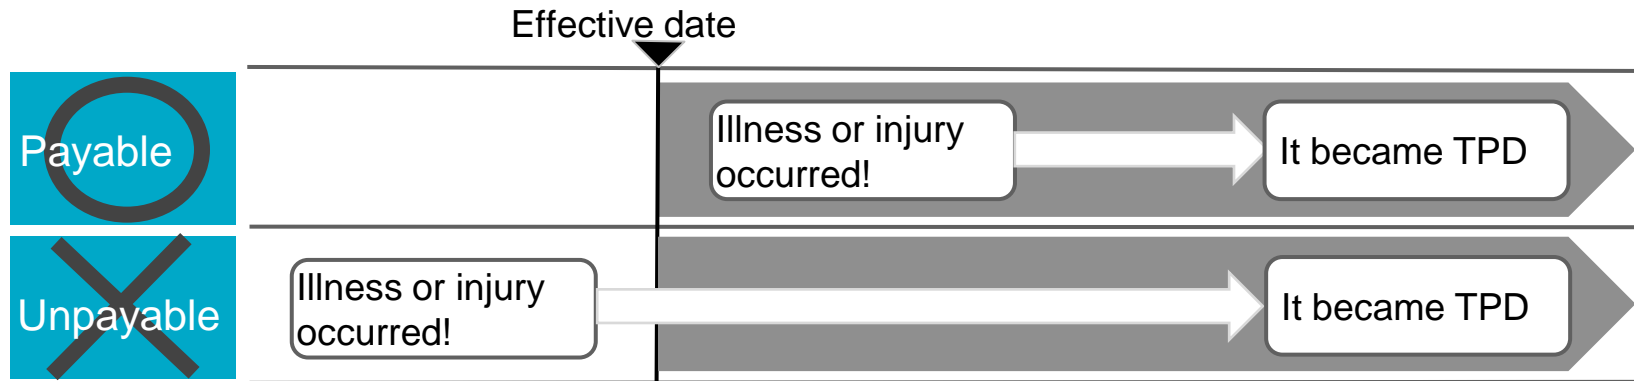 Effective date
Payable
Illness or injury
occurred!
It became TPD
Unpayable
Illness or injury
occurred!
It became TPD